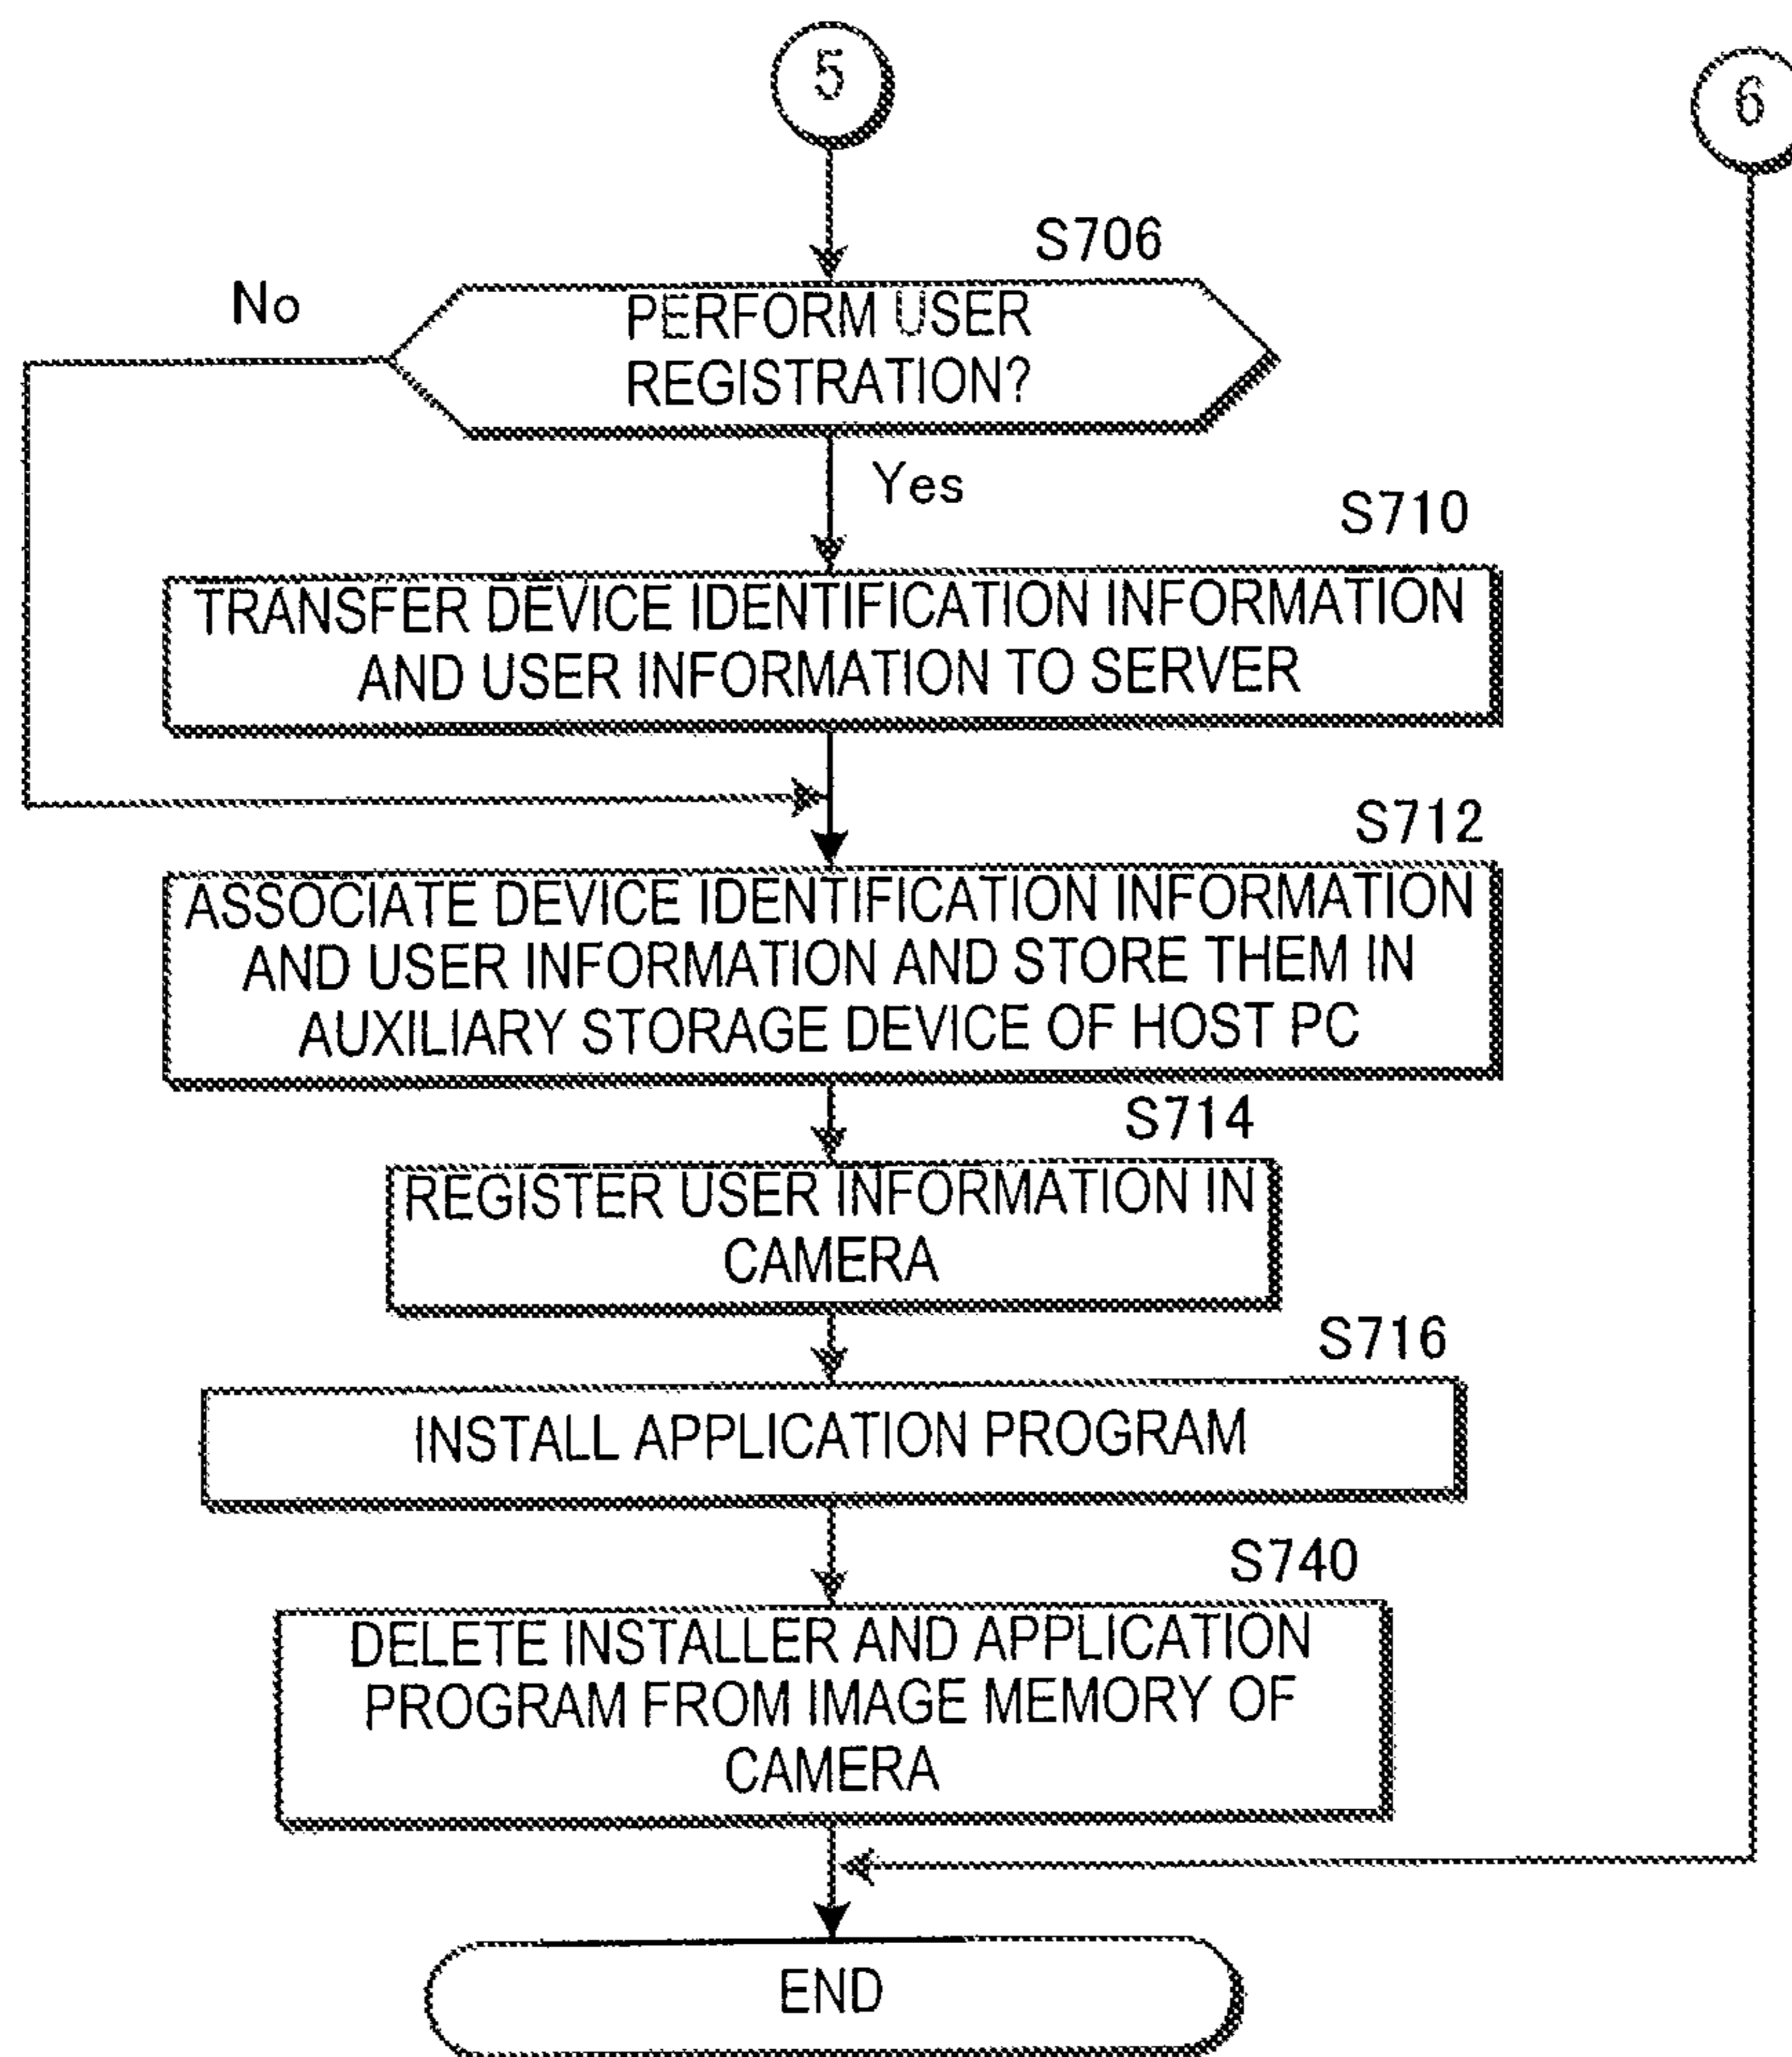 5
6
S706
No
PERFORM USER
REGISTRATION?
Yes
S710
TRANSFER DEVICE IDENTIFICATION INFORMATION
AND USER INFORMATION TO SERVER
S712
ASSOCIATE DEVICE IDENTIFICATION INFORMATION
AND USER INFORMATION AND STORE THEM IN
AUXILIARY STORAGE DEVICE OF HOST PC
S714
REGISTER USER INFORMATION IN
CAMERA
S716
INSTALL APPLICATION PROGRAM
S740
DELETE INSTALLER AND APPLICATION
PROGRAM FROM IMAGE MEMORY OF
CAMERA
END